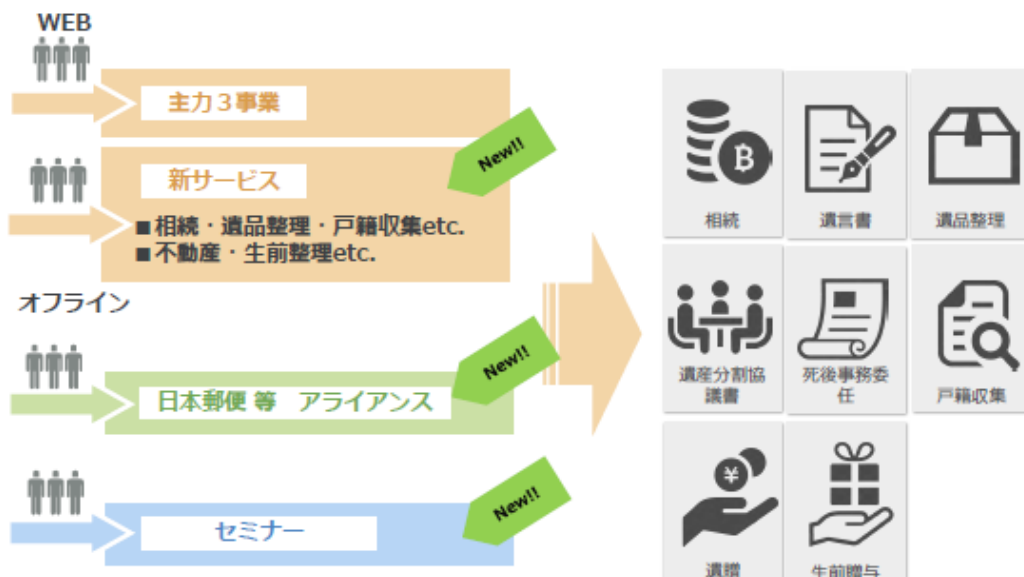 WEB
主力３事業
New!!
新サービス
■相続・遺品整理・戸籍収集etc.
■不動産・生前整理etc.
オフライン
New!!
日本郵便 等　アライアンス
New!!
セミナー
相続
遺言書
遺品整理
遺産分割協
議書
死後事務委
任
戸籍収集
¥
遺贈
生前贈与